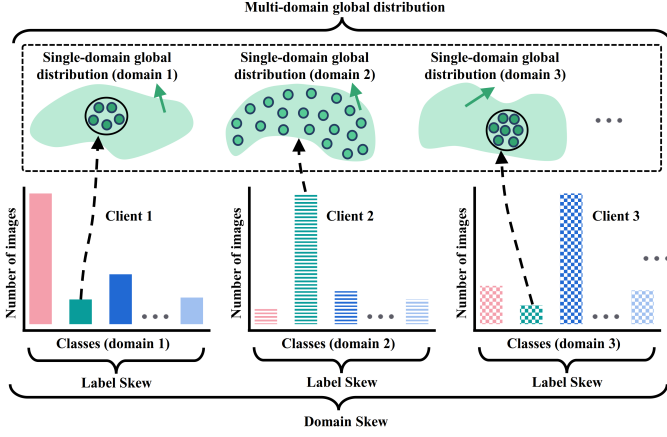 Multi-domain global distribution
Single-domain global
distribution (domain 1)
Single-domain global
distribution (domain 2)
Single-domain global
distribution (domain 3)
Number of images
Client 1
Number of images
Client 2
Number of images
Client 3
Classes (domain 1)
Classes (domain 2)
Classes (domain 3)
Label Skew
Label Skew
Label Skew
Domain Skew